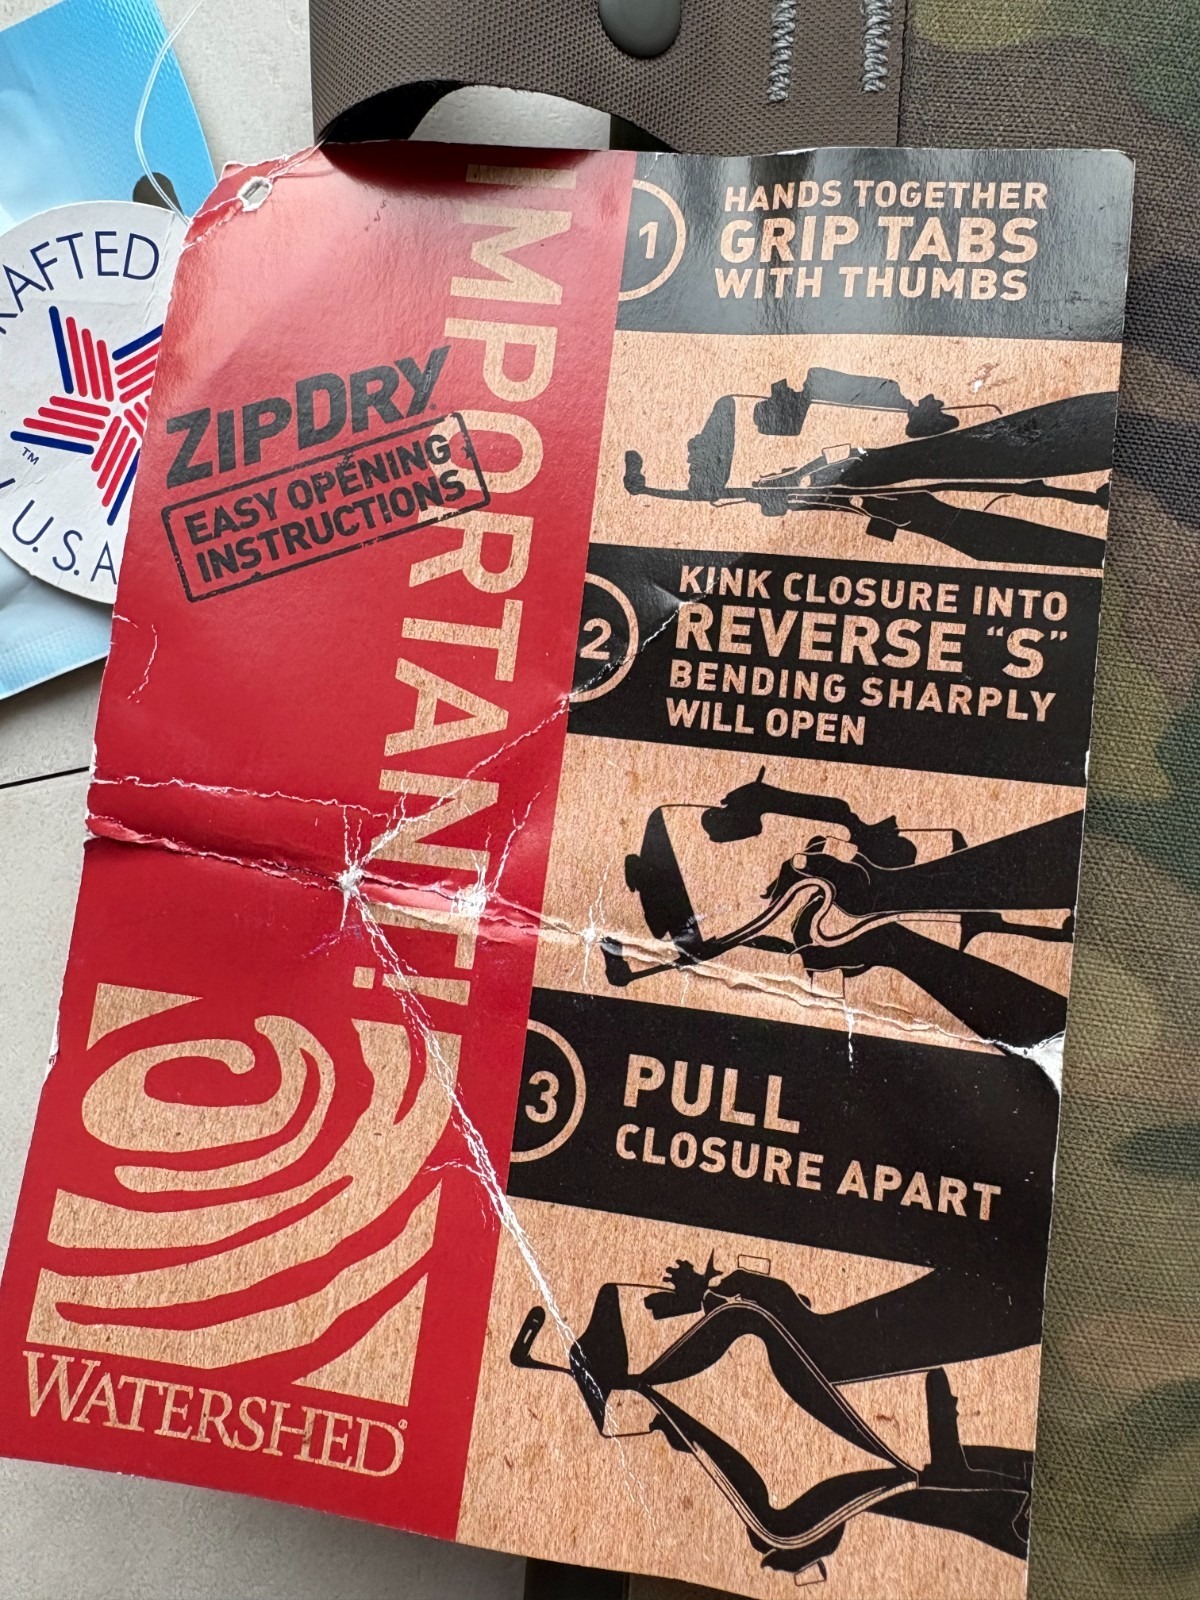 IMPORTANT!
ZIPDRY
EASY OPENING
INSTRUCTIONS
WATERSHED®
1
HANDS TOGETHER
GRIP TABS
WITH THUMBS
2
KINK CLOSURE INTO
REVERSE “S”
BENDING SHARPLY
WILL OPEN
3
PULL
CLOSURE APART
RAFTED
TM
U.S.A